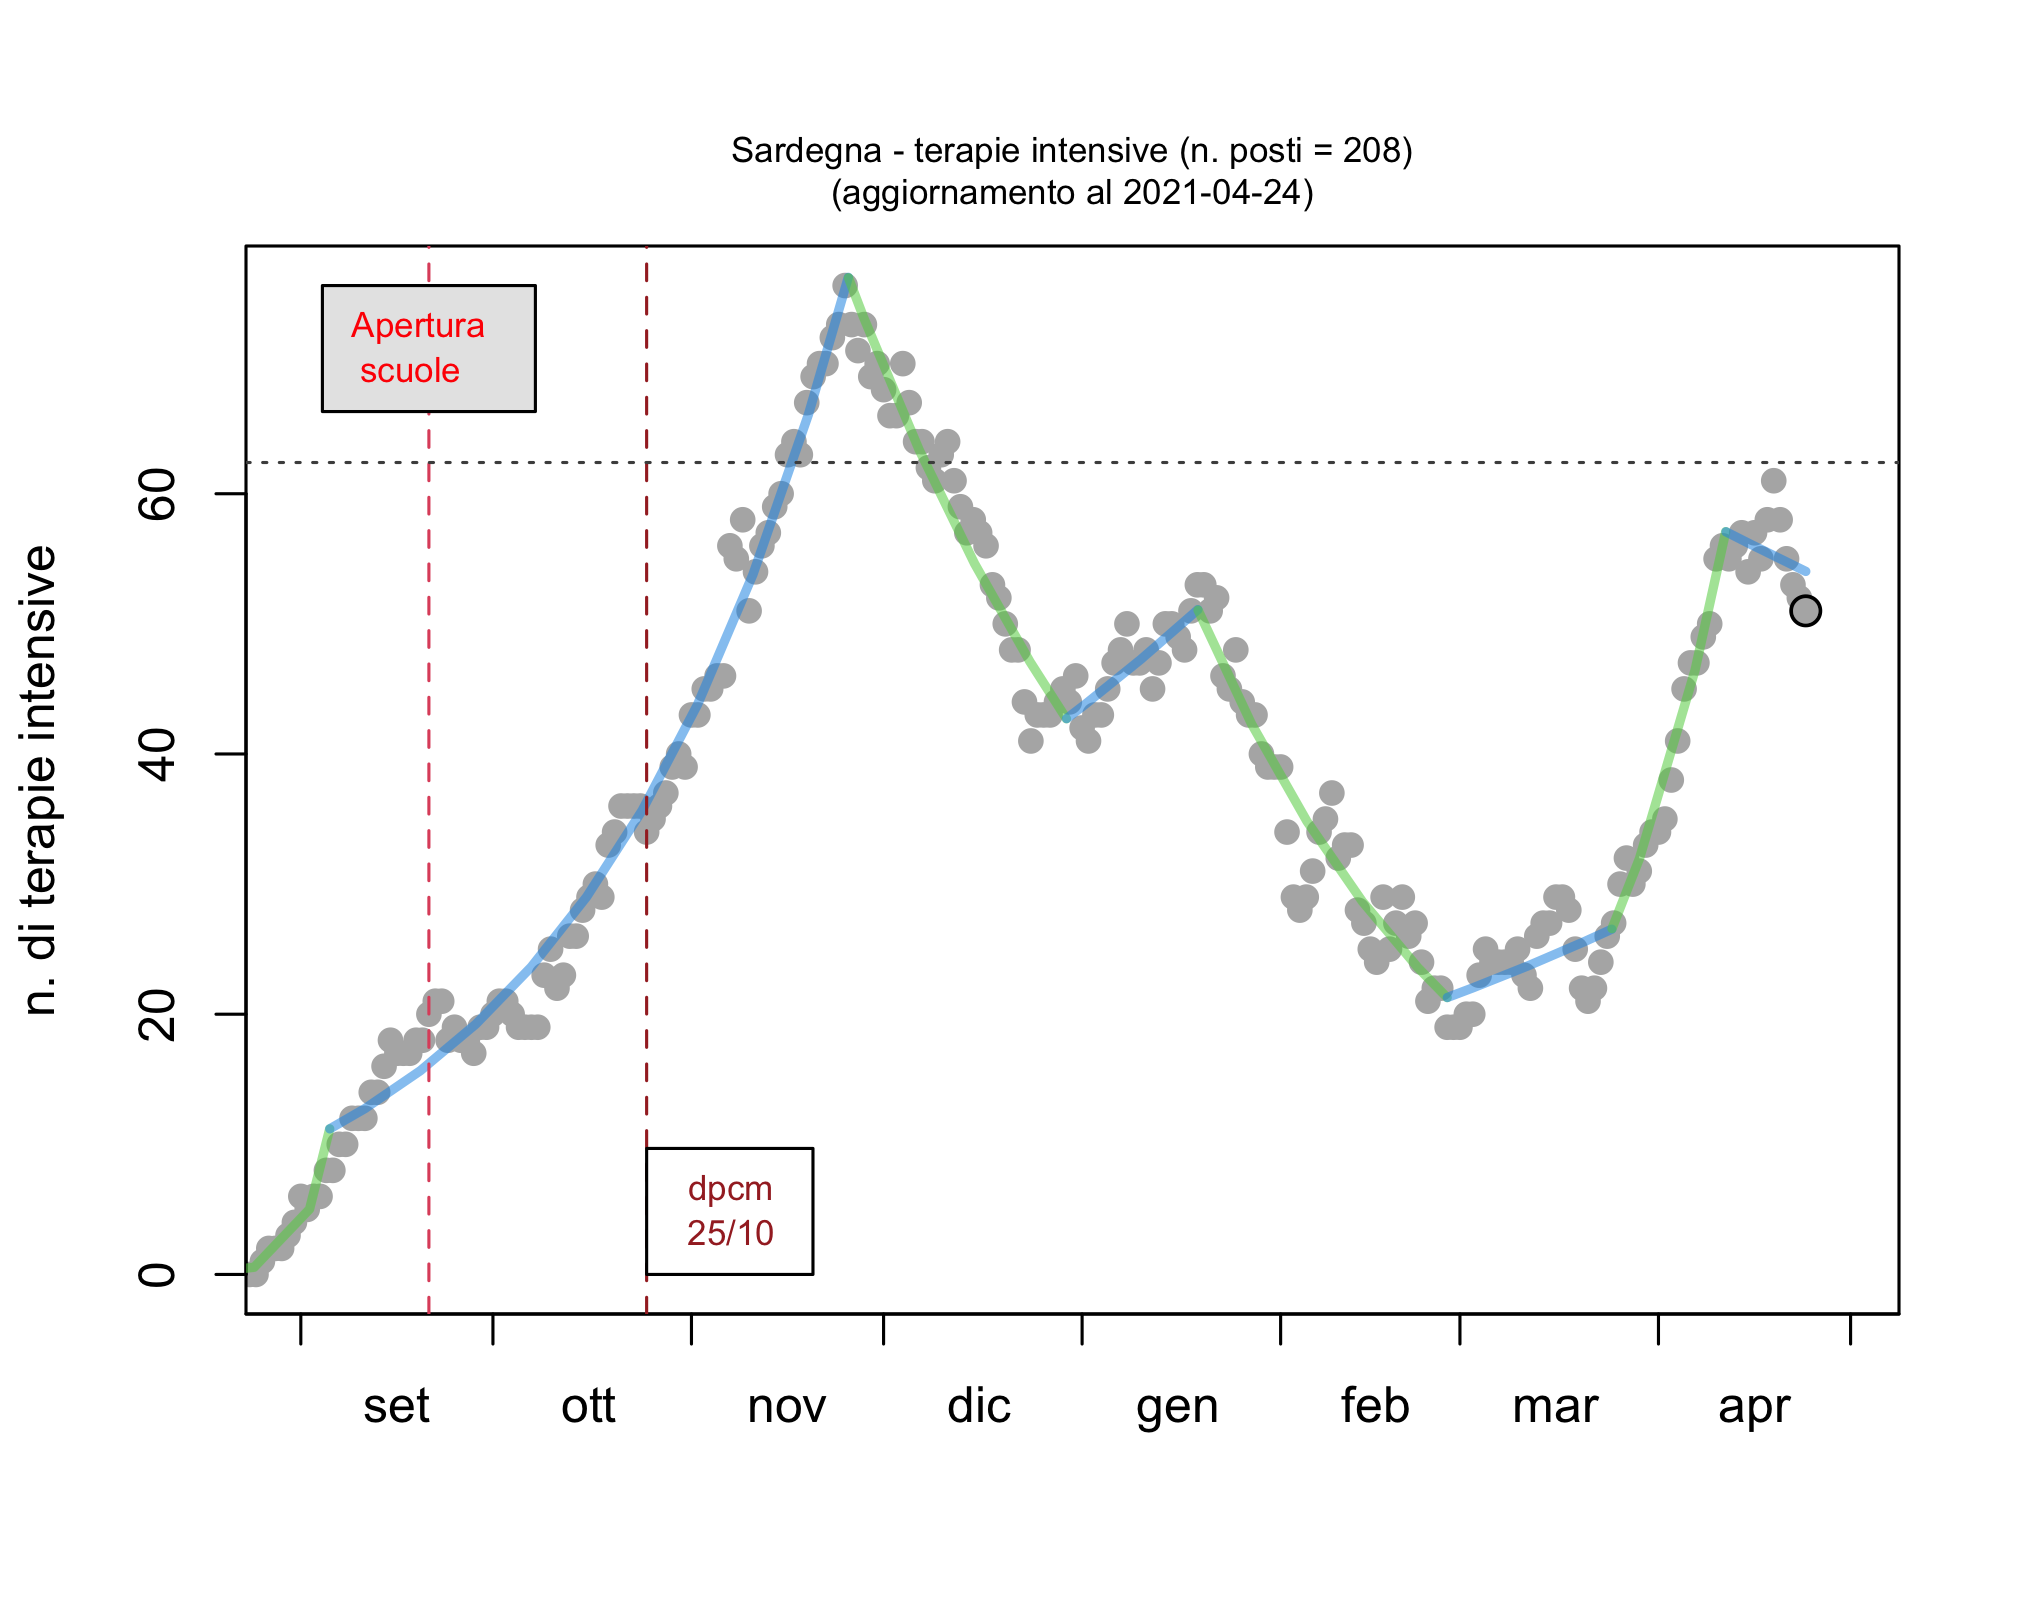 Sardegna - terapie intensive (n. posti = 208)
(aggiornamento al 2021-04-24)
Apertura
scuole
n. di terapie intensive
60
40
20
0
dpcm
25/10
set ott nov dic gen feb mar apr